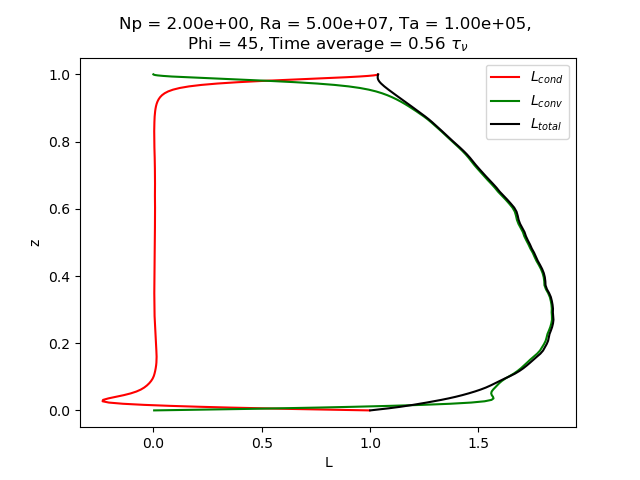 Np = 2.00e+00, Ra = 5.00e+07, Ta = 1.00e+05,
Phi = 45, Time average = 0.56 τν
1.0
0.8
0.6
0.4
0.2
0.0
z
0.0 0.5 1.0 1.5
L
Lcond
Lconv
Ltotal